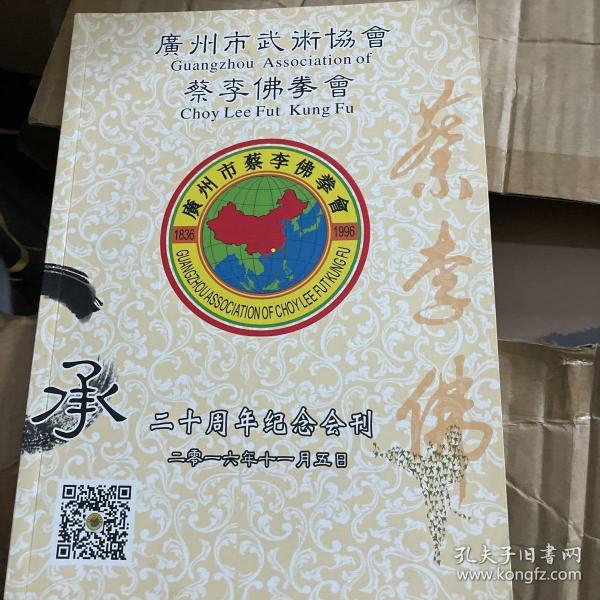 廣州市武術協會
Guangzhou Association of
蔡李佛拳會
Choy Lee Fut Kung Fu
蔡李佛
廣州市蔡李佛拳會
1836
1996
GUANGZHOU ASSOCIATION OF CHOY LEE FUT KUNG FU
承
二十周年纪念会刊
二零一六年十一月五日
孔夫子旧书网
www.kongfz.com